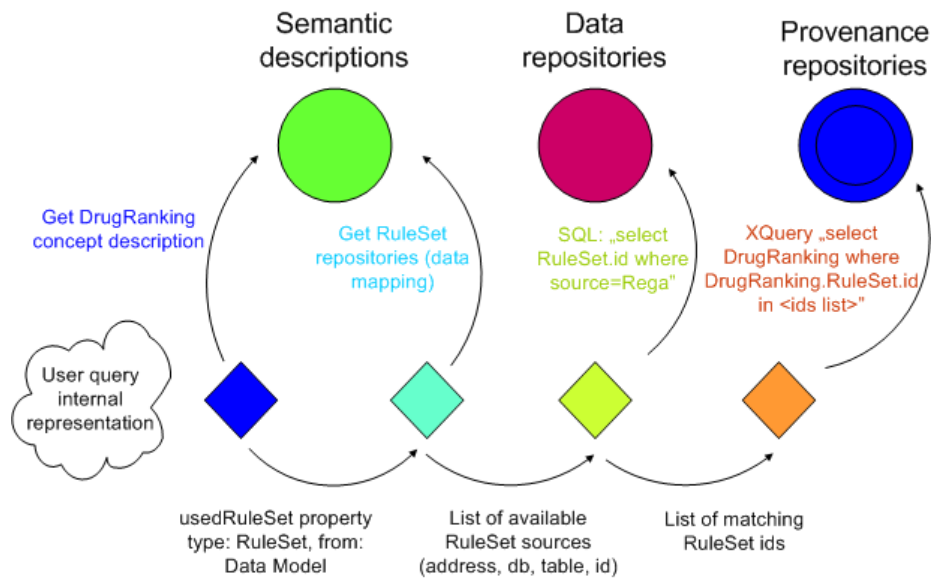 Semantic
descriptions
Data
repositories
Provenance
repositories
Get DrugRanking
concept description
Get RuleSet
repositories (data
mapping)
SQL: „select
RuleSet.id where
source=Rega”
XQuery „select
DrugRanking where
DrugRanking.RuleSet.id
in <ids list>”
User query
internal
representation
usedRuleSet property
type: RuleSet, from:
Data Model
List of available
RuleSet sources
(address, db, table, id)
List of matching
RuleSet ids